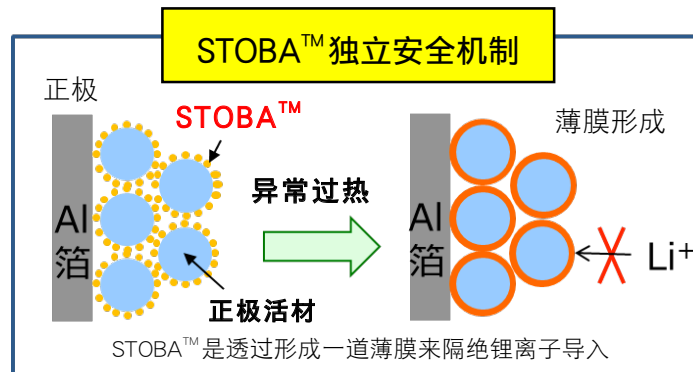 STOBA™独立安全机制
正极
STOBA™
Al
箔
正极活材
异常过热
薄膜形成
Al
箔
Li⁺
STOBA™是透过形成一道薄膜来隔绝锂离子导入